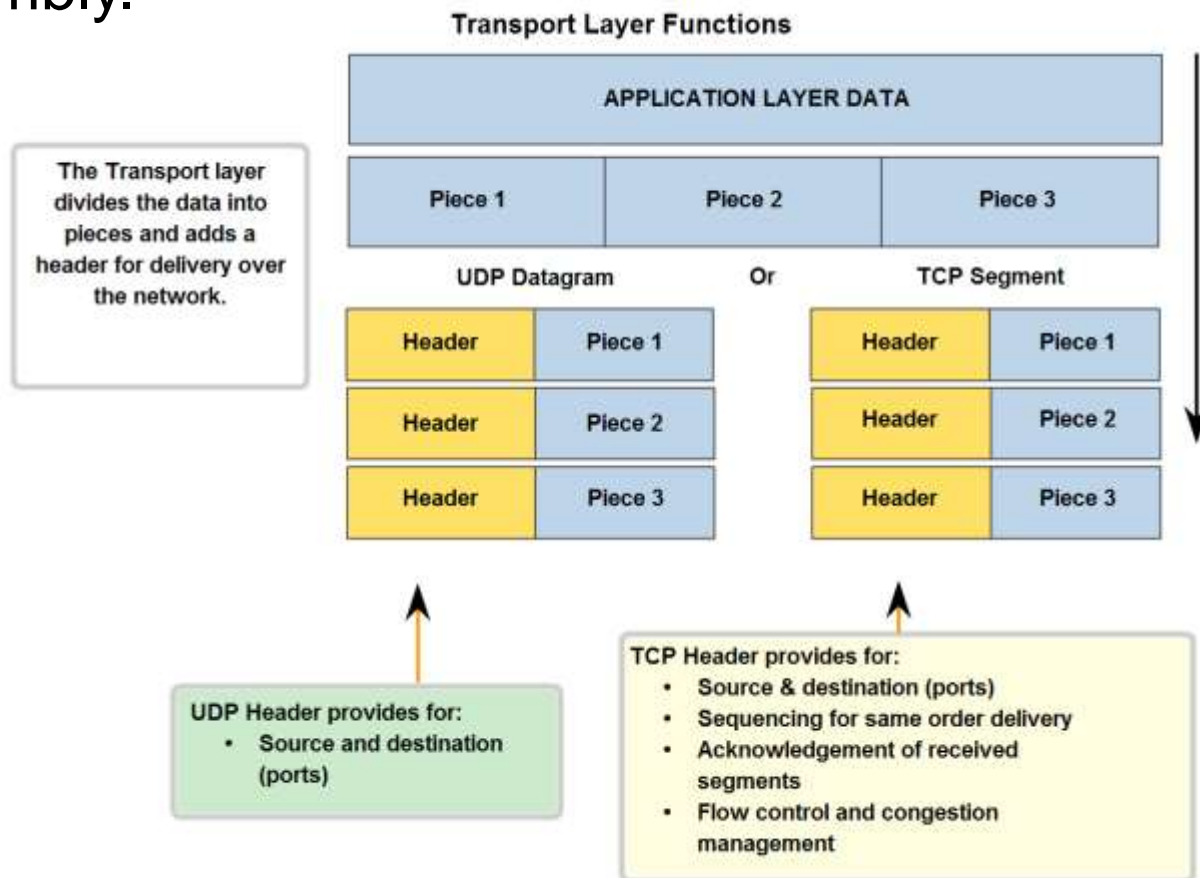 nbly.
Transport Layer Functions
APPLICATION LAYER DATA
The Transport layer
divides the data into
pieces and adds a
header for delivery over
the network.
Piece 1 Piece 2 Piece 3
UDP Datagram Or TCP Segment
Header Piece 1 Header Piece 1
Header Piece 2 Header Piece 2
Header Piece 3 Header Piece 3
UDP Header provides for:
• Source and destination
(ports)
TCP Header provides for:
• Source & destination (ports)
• Sequencing for same order delivery
• Acknowledgement of received
segments
• Flow control and congestion
management